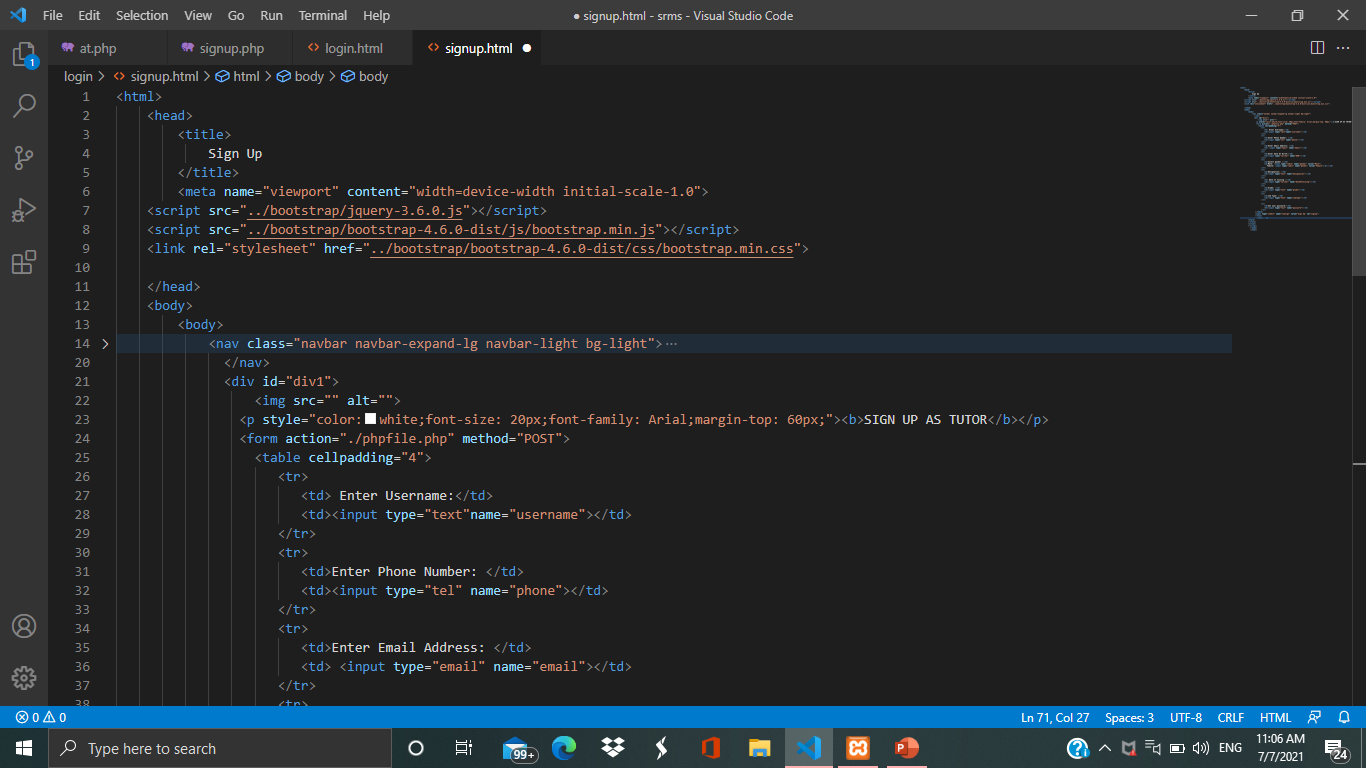 File Edit Selection View Go Run Terminal Help ● signup.html - srms - Visual Studio Code
at.php signup.php login.html signup.html
login > signup.html > html > body > body
1 <html>
2 <head>
3 <title>
4 Sign Up
5 </title>
6 <meta name="viewport" content="width=device-width initial-scale-1.0">
7 <script src="../bootstrap/jquery-3.6.0.js"></script>
8 <script src="../bootstrap/bootstrap-4.6.0-dist/js/bootstrap.min.js"></script>
9 <link rel="stylesheet" href="../bootstrap/bootstrap-4.6.0-dist/css/bootstrap.min.css">
10
11 </head>
12 <body>
13 <body>
14 <nav class="navbar navbar-expand-lg navbar-light bg-light">···
20 </nav>
21 <div id="div1">
22 <img src="" alt="">
23 <p style="color:white;font-size: 20px;font-family: Arial;margin-top: 60px;"><b>SIGN UP AS TUTOR</b></p>
24 <form action="./phpfile.php" method="POST">
25 <table cellpadding="4">
26 <tr>
27 <td> Enter Username:</td>
28 <td><input type="text"name="username"></td>
29 </tr>
30 <tr>
31 <td>Enter Phone Number: </td>
32 <td><input type="tel" name="phone"></td>
33 </tr>
34 <tr>
35 <td>Enter Email Address: </td>
36 <td> <input type="email" name="email"></td>
37 </tr>
38 <tr>
1
0 0 Ln 71, Col 27 Spaces: 3 UTF-8 CRLF HTML
Type here to search 99+ ENG 11:06 AM
7/7/2021 24